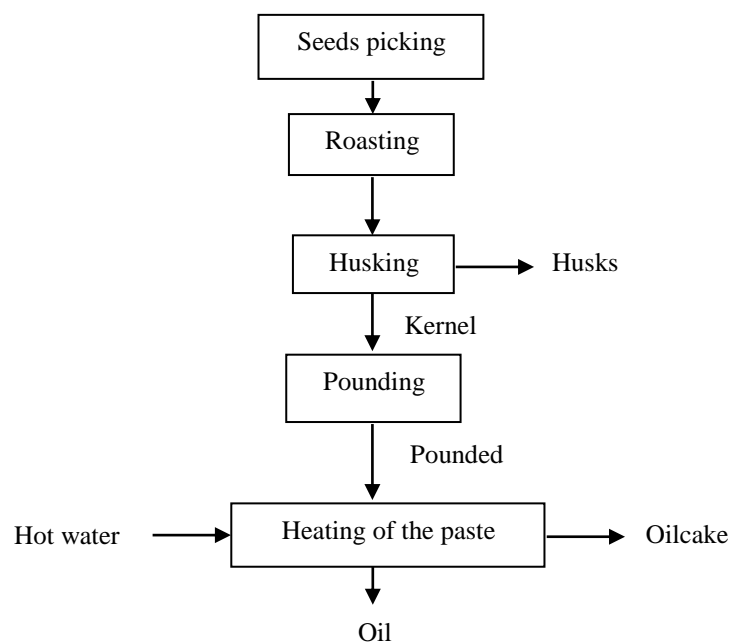 Seeds picking
Roasting
Husking
Husks
Kernel
Pounding
Pounded
Hot water
Heating of the paste
Oilcake
Oil